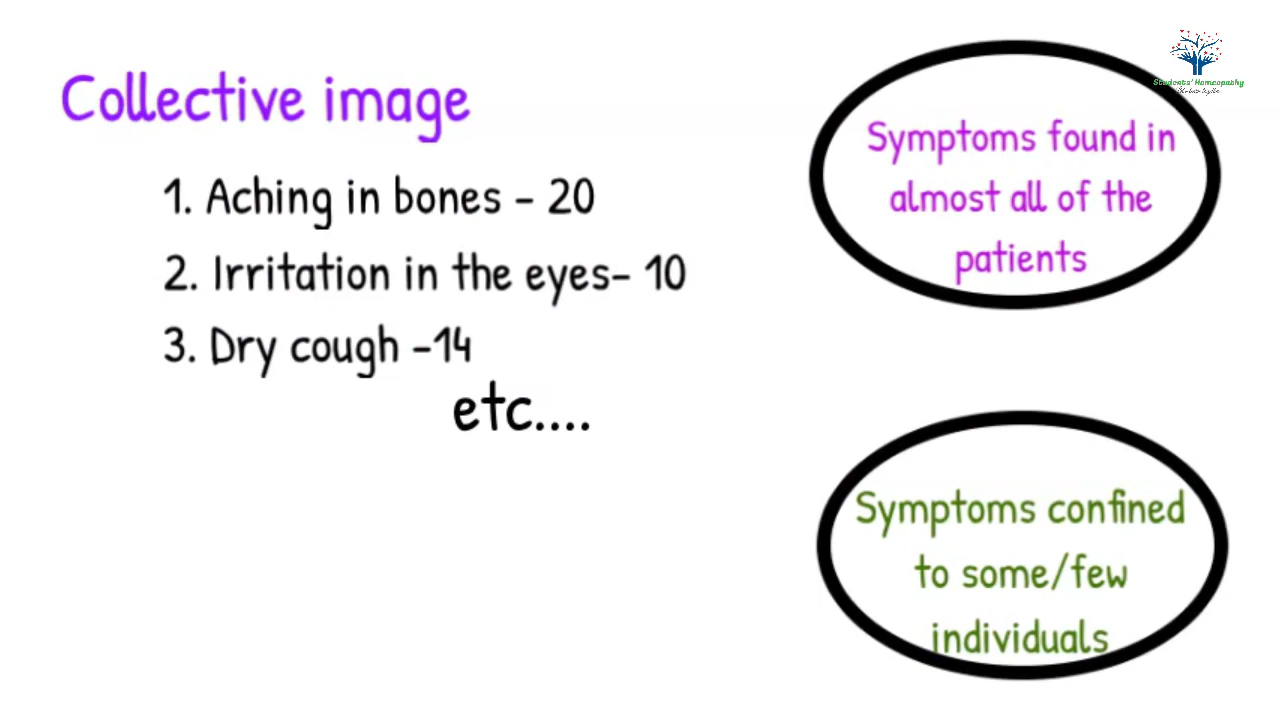 Collective image
1. Aching in bones - 20
2. Irritation in the eyes- 10
3. Dry cough -14
etc....
Students' Homeopathy
Symptoms found in
almost all of the
patients
Symptoms confined
to some/few
individuals